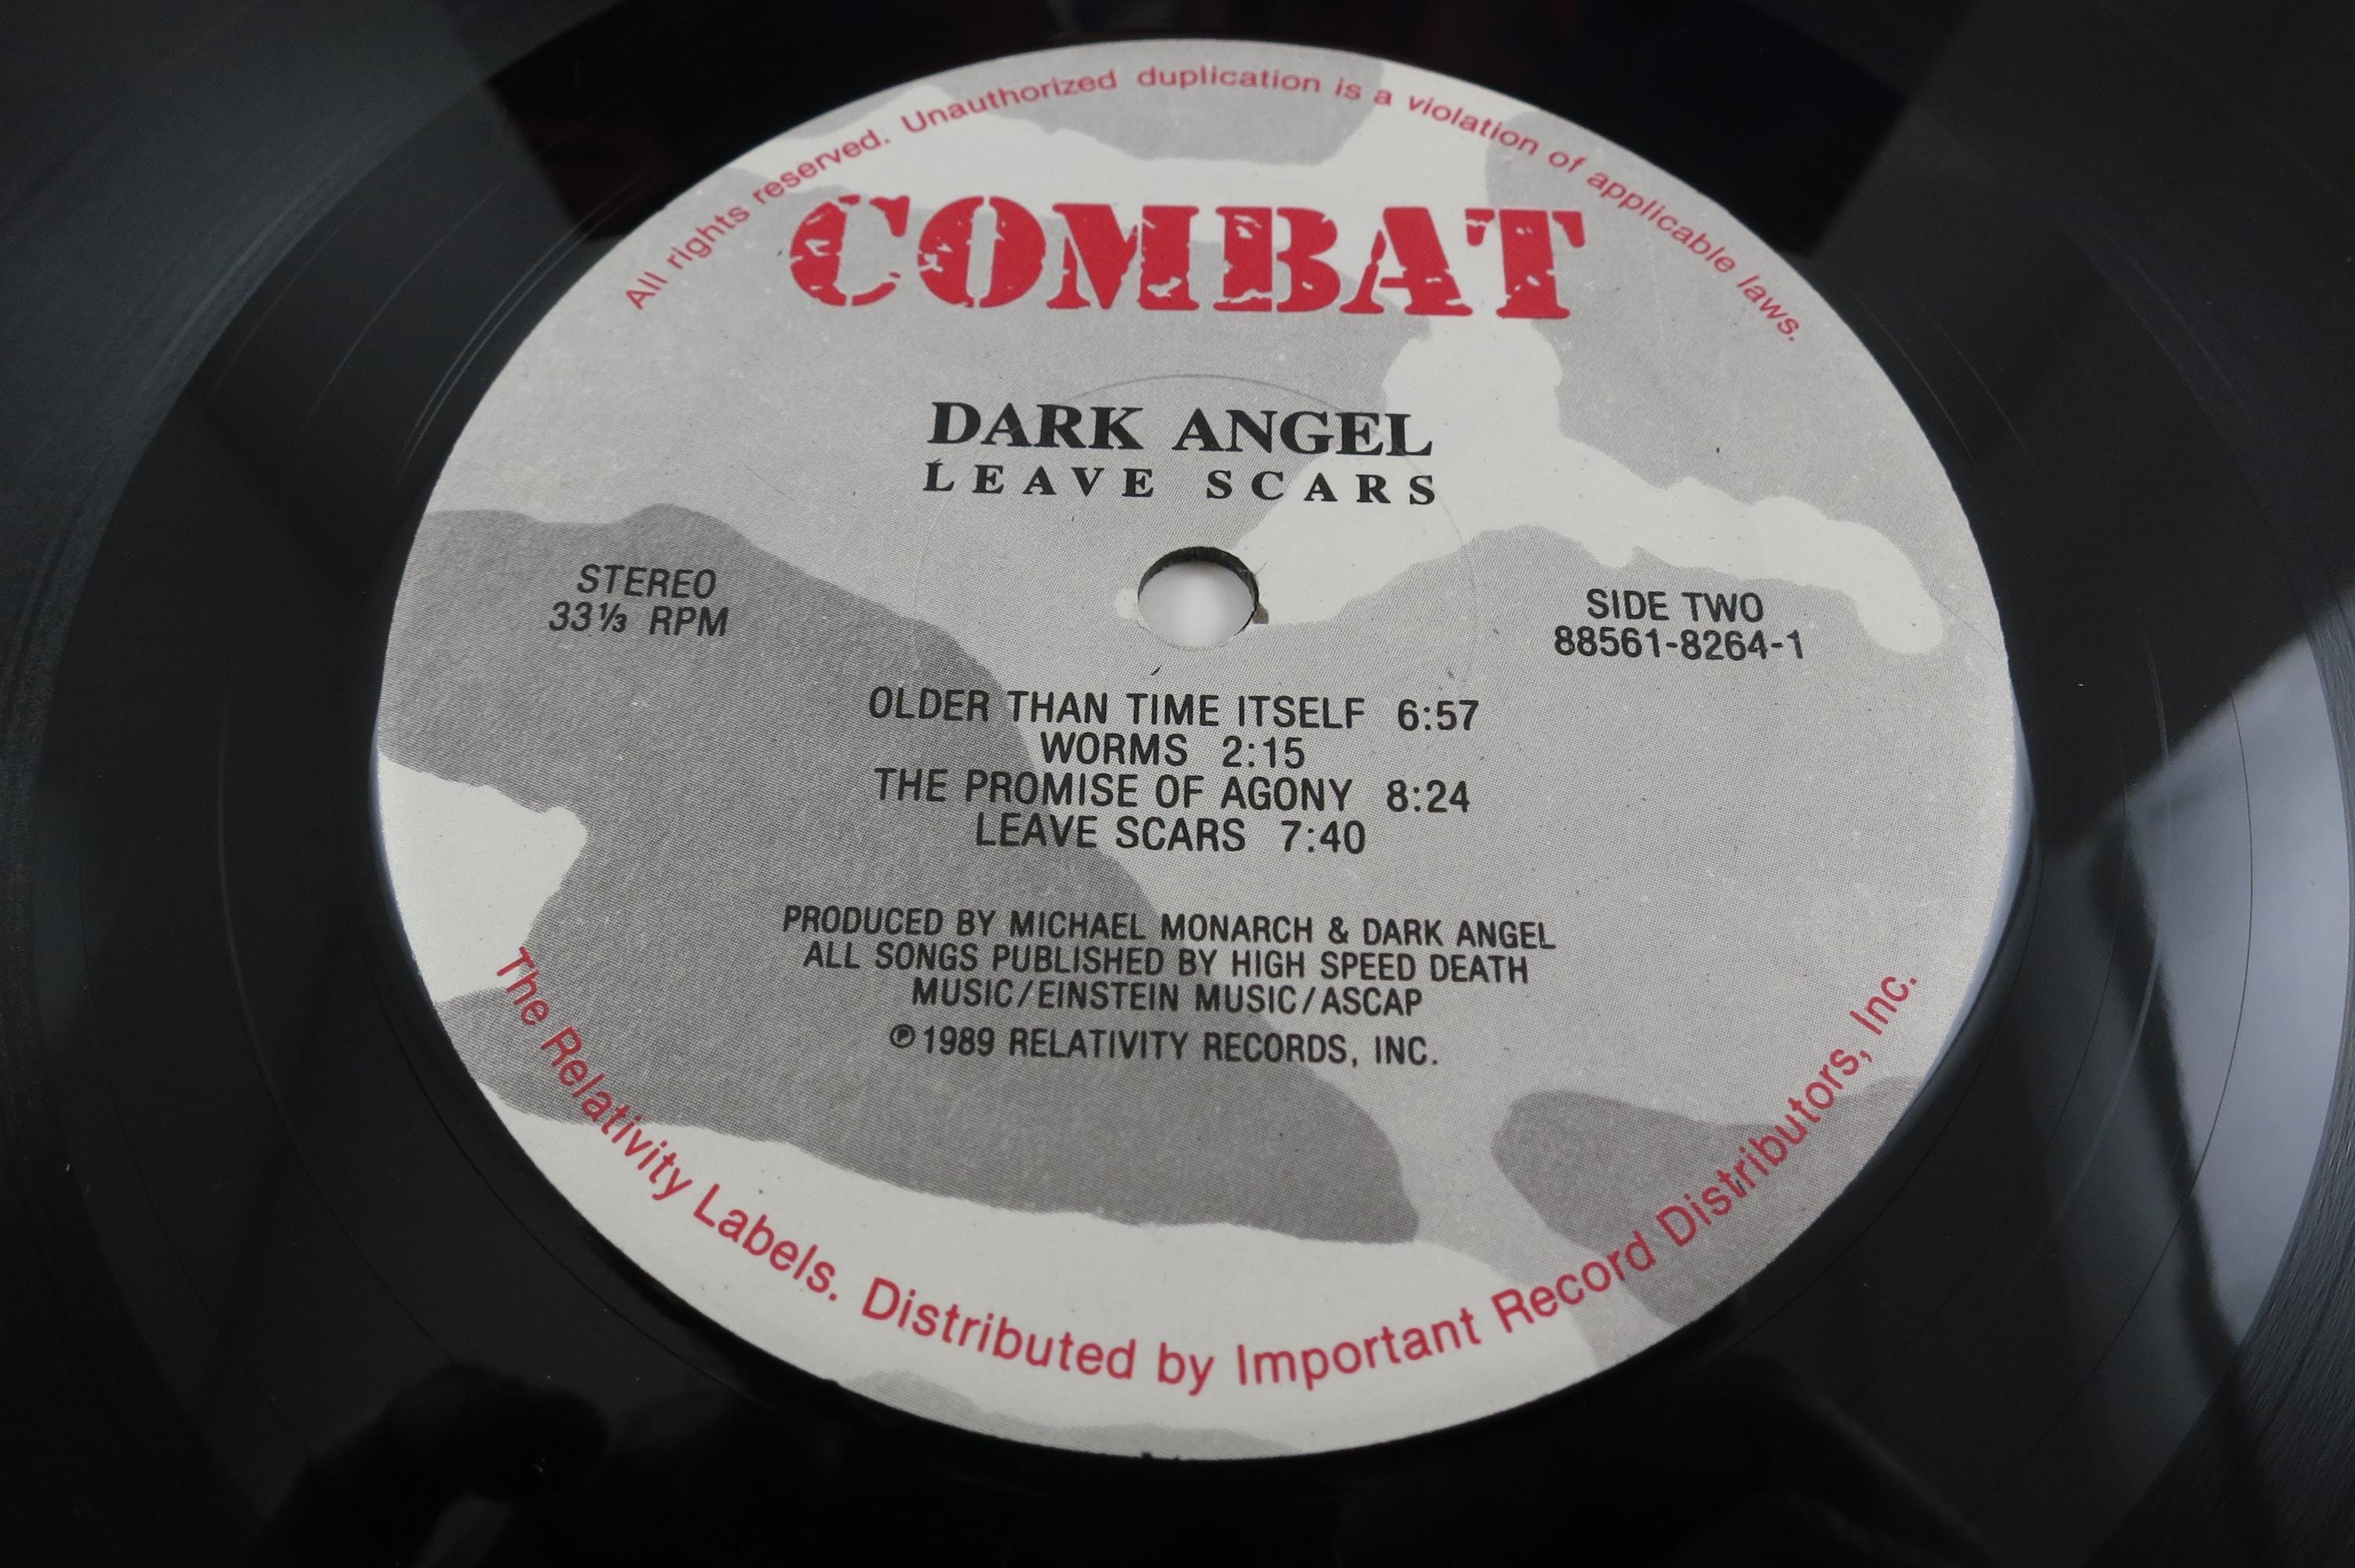 All rights reserved. Unauthorized duplication is a violation of applicable laws.
COMBAT
DARK ANGEL
LEAVE SCARS
STEREO
33⅓ RPM
SIDE TWO
88561-8264-1
OLDER THAN TIME ITSELF 6:57
WORMS 2:15
THE PROMISE OF AGONY 8:24
LEAVE SCARS 7:40
PRODUCED BY MICHAEL MONARCH & DARK ANGEL
ALL SONGS PUBLISHED BY HIGH SPEED DEATH
MUSIC/EINSTEIN MUSIC/ASCAP
℗1989 RELATIVITY RECORDS, INC.
The Relativity Labels. Distributed by Important Record Distributors, Inc.